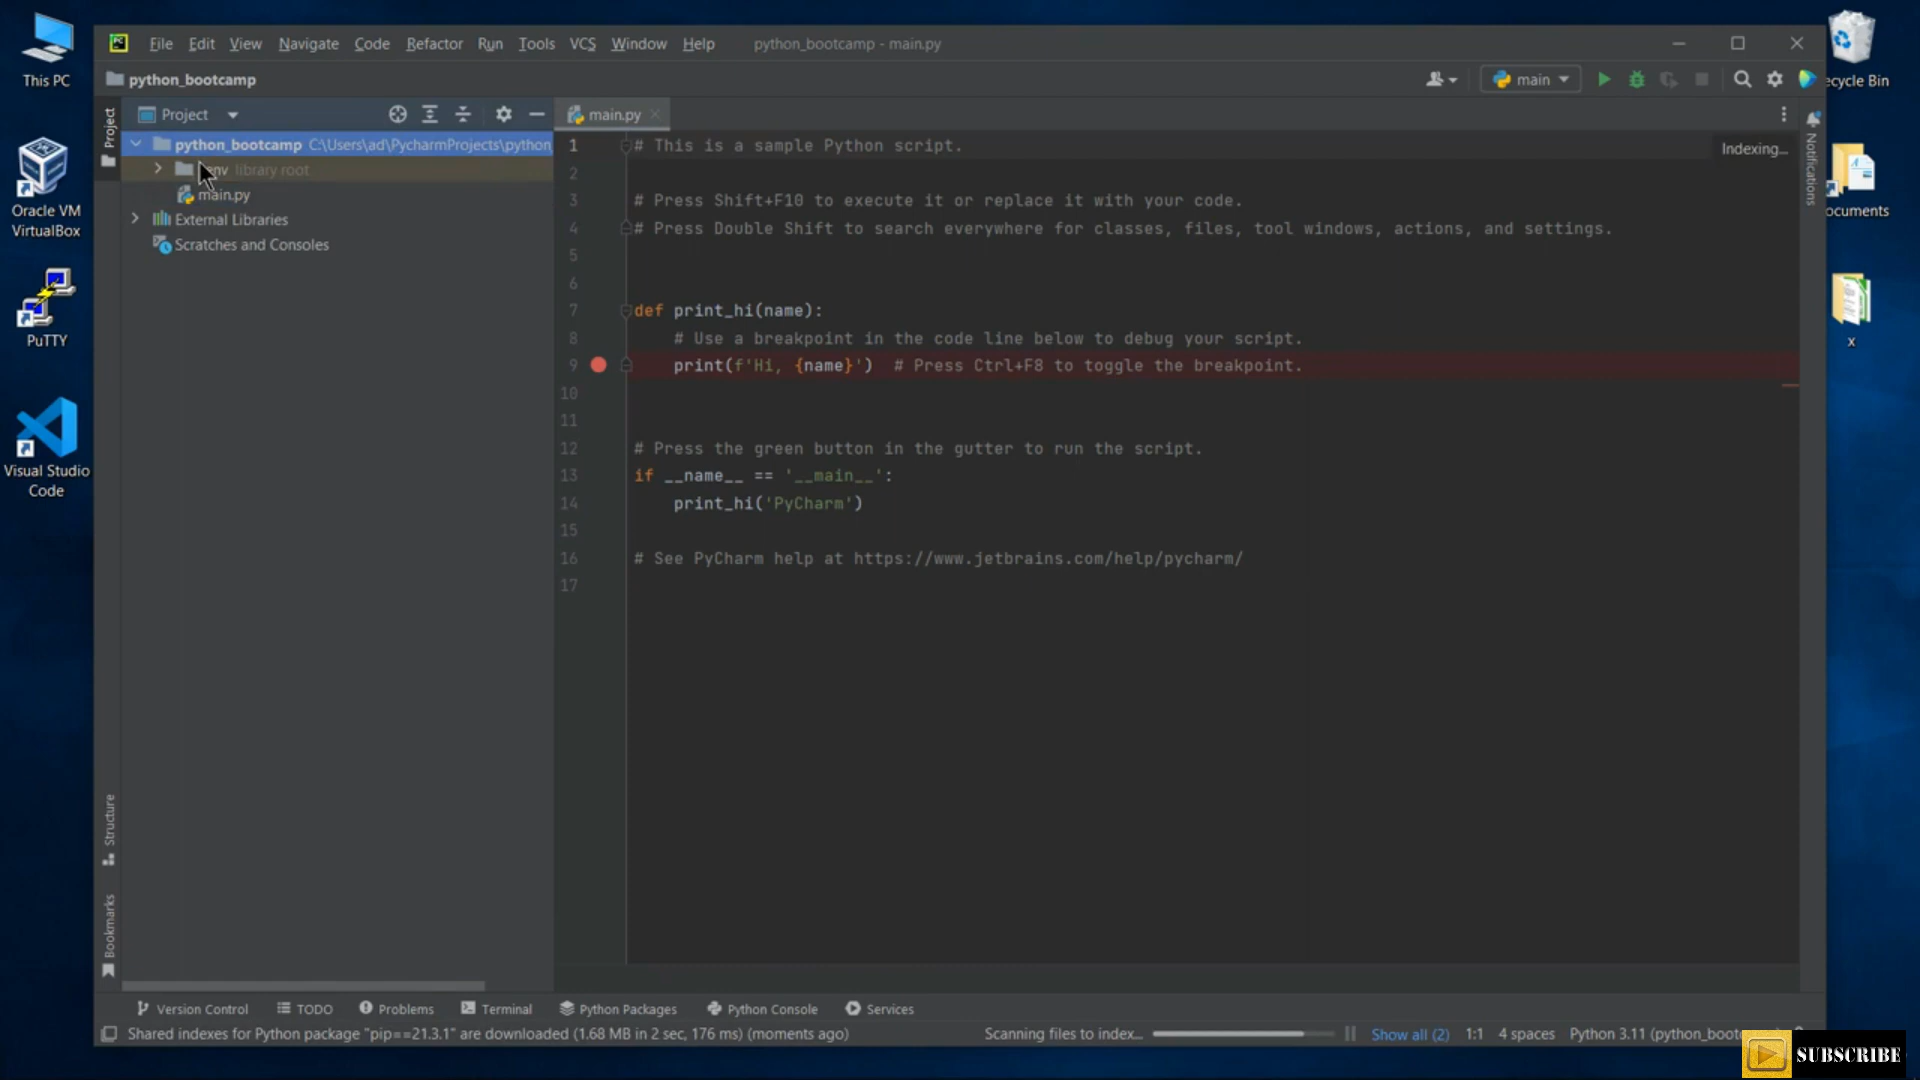 This PC
Oracle VM
VirtualBox
PuTTY
Visual Studio
Code
File Edit View Navigate Code Refactor Run Tools VCS Window Help python_bootcamp - main.py
python_bootcamp
main
Project
Project
main.py
python_bootcamp C:\Users\ad\PycharmProjects\python_
library root
main.py
External Libraries
Scratches and Consoles
Structure
Bookmarks
1 # This is a sample Python script.
2
3 # Press Shift+F10 to execute it or replace it with your code.
4 # Press Double Shift to search everywhere for classes, files, tool windows, actions, and settings.
5
6
7 def print_hi(name):
8 # Use a breakpoint in the code line below to debug your script.
9 print(f'Hi, {name}') # Press Ctrl+F8 to toggle the breakpoint.
10
11
12 # Press the green button in the gutter to run the script.
13 if __name__ == '__main__':
14 print_hi('PyCharm')
15
16 # See PyCharm help at https://www.jetbrains.com/help/pycharm/
17
Indexing...
Notifications
ecycle Bin
ocuments
x
Version Control TODO Problems Terminal Python Packages Python Console Services
Shared indexes for Python package "pip==21.3.1" are downloaded (1.68 MB in 2 sec, 176 ms) (moments ago) Scanning files to index... Show all (2) 1:1 4 spaces Python 3.11 (python_boot
SUBSCRIBE